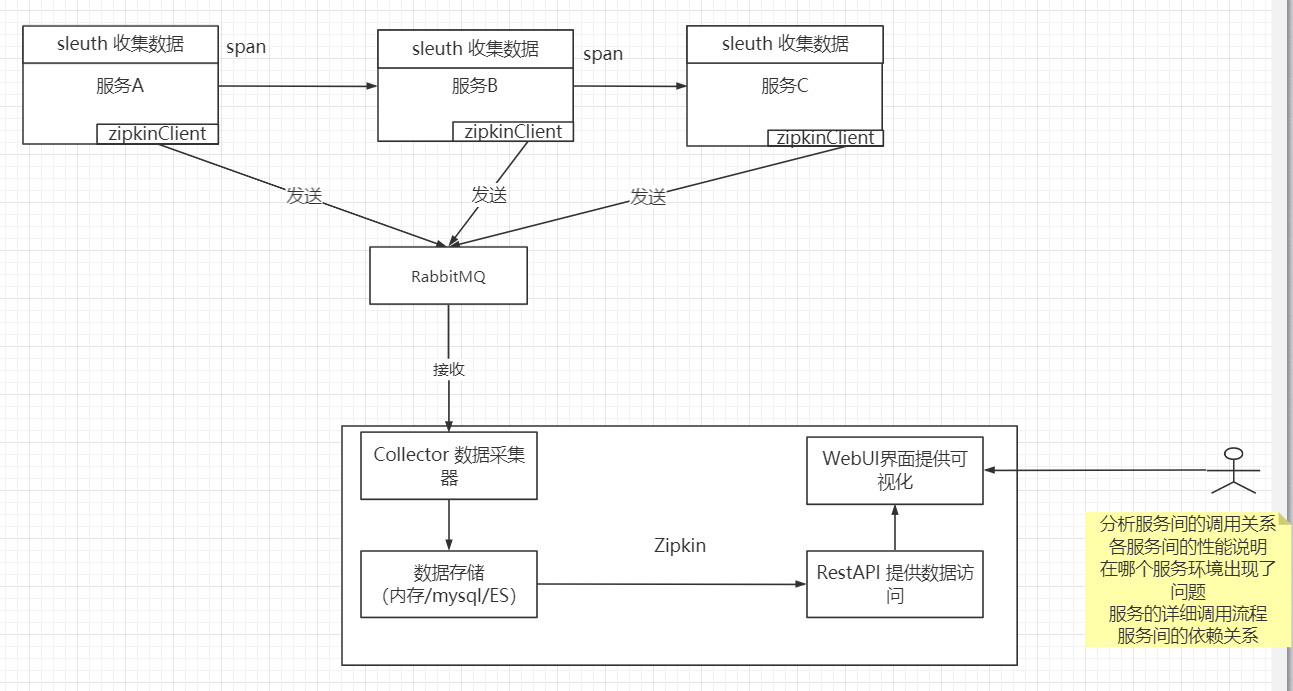 sleuth 收集数据
span
sleuth 收集数据
span
sleuth 收集数据
服务A
服务B
服务C
zipkinClient
zipkinClient
zipkinClient
发送
发送
发送
RabbitMQ
接收
Collector 数据采集
器
WebUI界面提供可
视化
Zipkin
数据存储
（内存/mysql/ES）
RestAPI 提供数据访
问
分析服务间的调用关系
各服务间的性能说明
在哪个服务环境出现了
问题
服务的详细调用流程
服务间的依赖关系